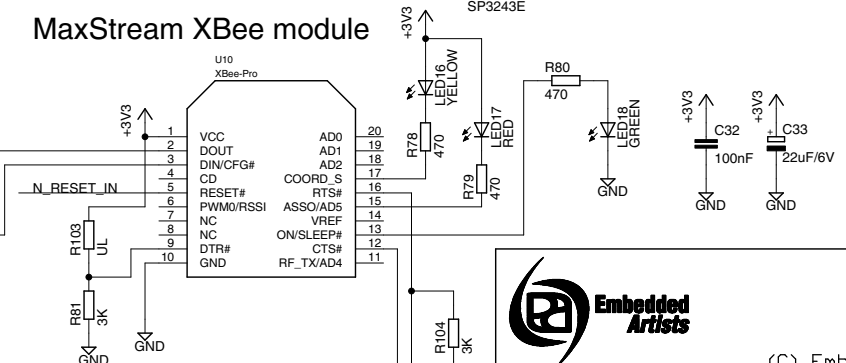 SP3243E
MaxStream XBee module
+3V3
U10
XBee-Pro
+3V3
1 VCC
2 DOUT
3 DIN/CFG#
4 CD
5 RESET#
6 PWM0/RSSI
7 NC
8 NC
9 DTR#
10 GND
AD0 20
AD1 19
AD2 18
COORD_S 17
RTS# 16
ASSO/AD5 15
VREF 14
ON/SLEEP# 13
CTS# 12
RF_TX/AD4 11
N_RESET_IN
R103
UL
R81
3K
GND
GND
LED16
YELLOW
R78
470
LED17
RED
R79
470
R80
470
LED18
GREEN
GND
+3V3
C32
100nF
GND
+3V3
+
C33
22uF/6V
GND
R104
3K
Embedded
Artists
(C) Emb